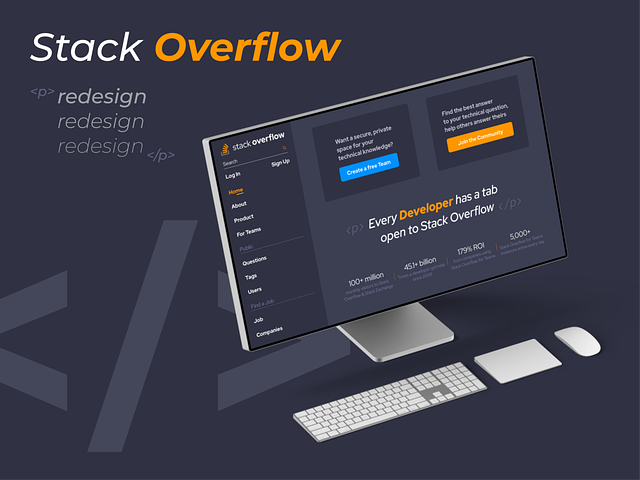 Stack Overflow
<p> redesign
redesign
redesign </p>
stack overflow
Search
Log In Sign Up
Home
About
Product
For Teams
Public
Questions
Tags
Users
Find a Job
Job
Companies
Want a secure, private
space for your
technical knowledge?
Create a free Team
Find the best answer
to your technical question,
help others answer theirs
Join the Community
<p> Every Developer has a tab
open to Stack Overflow </p>
100+ million
45.1+ billion
179% ROI
5,000+
</>